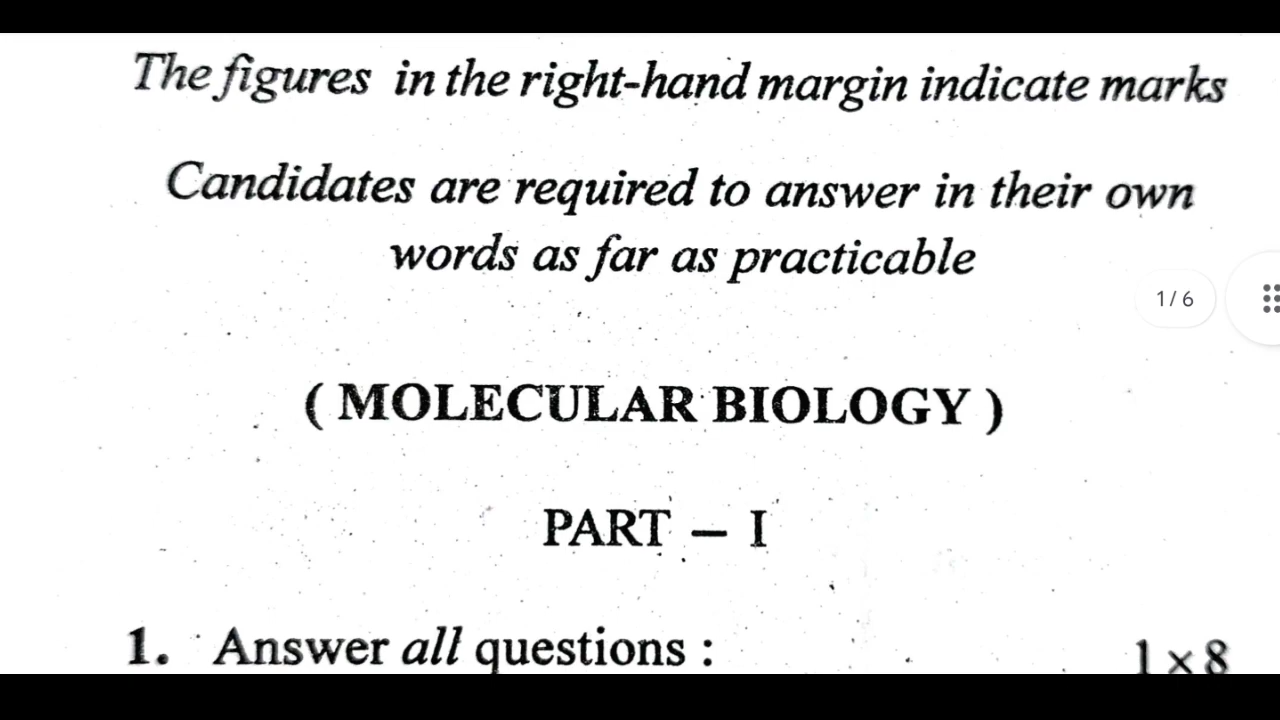 The figures in the right-hand margin indicate marks
Candidates are required to answer in their own
words as far as practicable
1/6
( MOLECULAR BIOLOGY )
PART – I
1. Answer all questions : 1 × 8